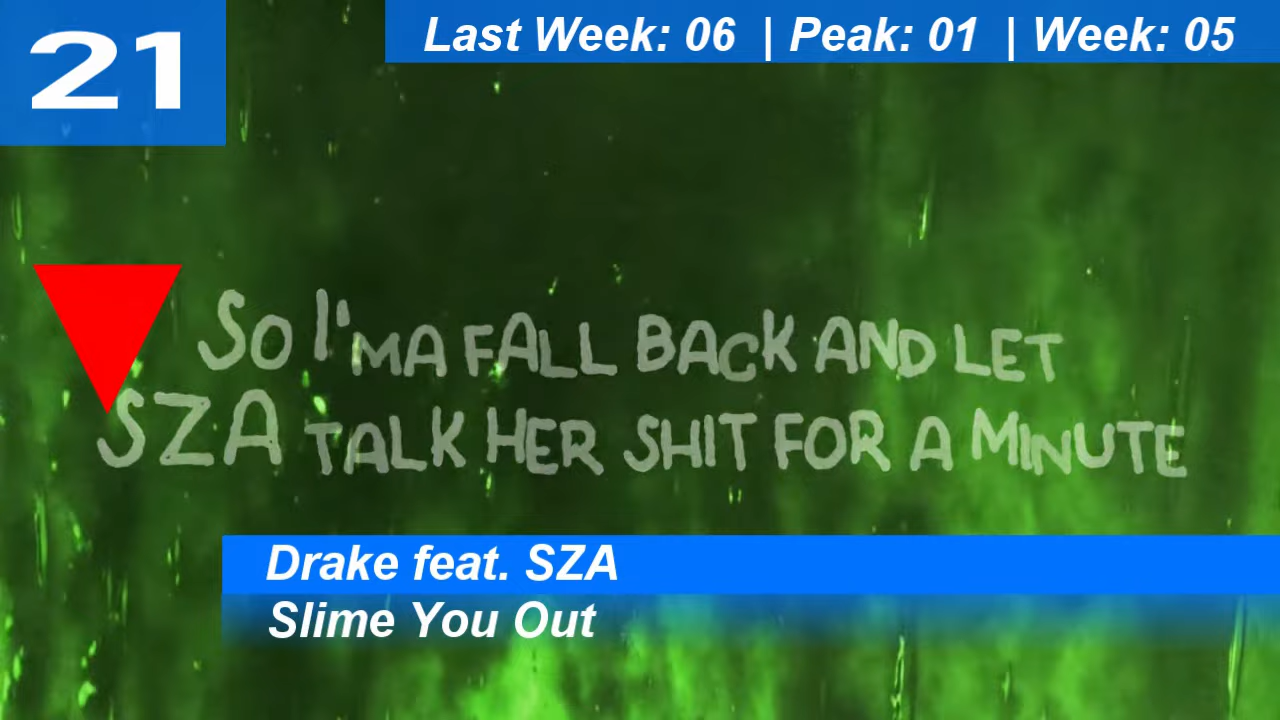 21
Last Week: 06 | Peak: 01 | Week: 05
SO I'MA FALL BACK AND LET
SZA TALK HER SHIT FOR A MINUTE
Drake feat. SZA
Slime You Out